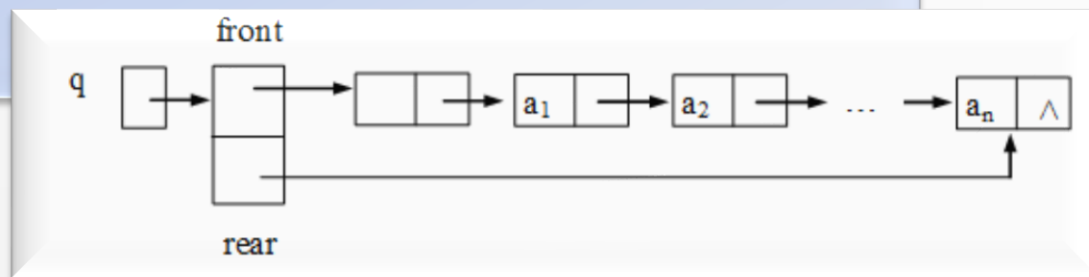 front
q
a1 a2 ... an ∧
rear